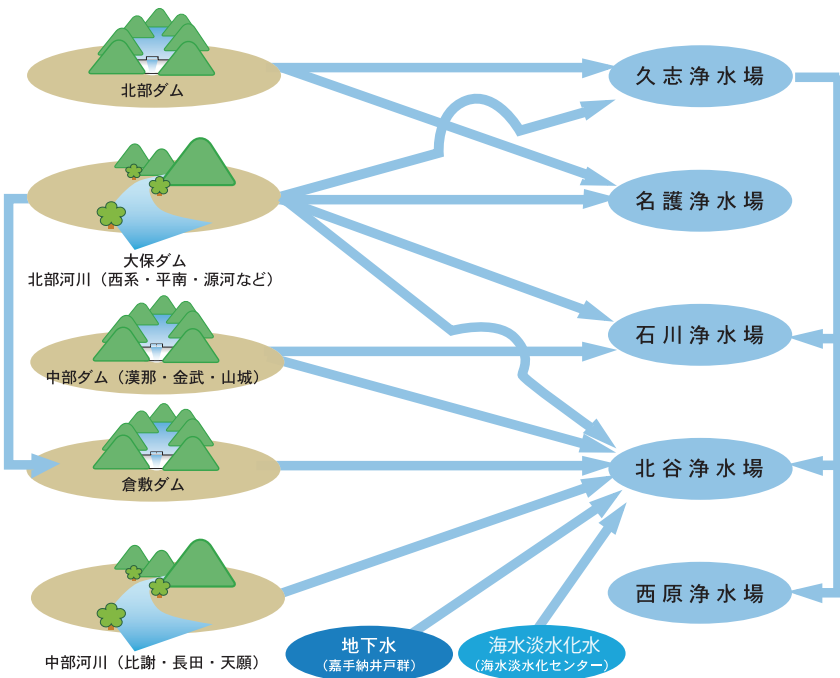 北部ダム
久志浄水場
名護浄水場
大保ダム
北部河川（西系・平南・源河など）
石川浄水場
中部ダム（漢那・金武・山城）
北谷浄水場
倉敷ダム
西原浄水場
中部河川（比謝・長田・天願）
地下水
（嘉手納井戸群）
海水淡水化水
（海水淡水化センター）